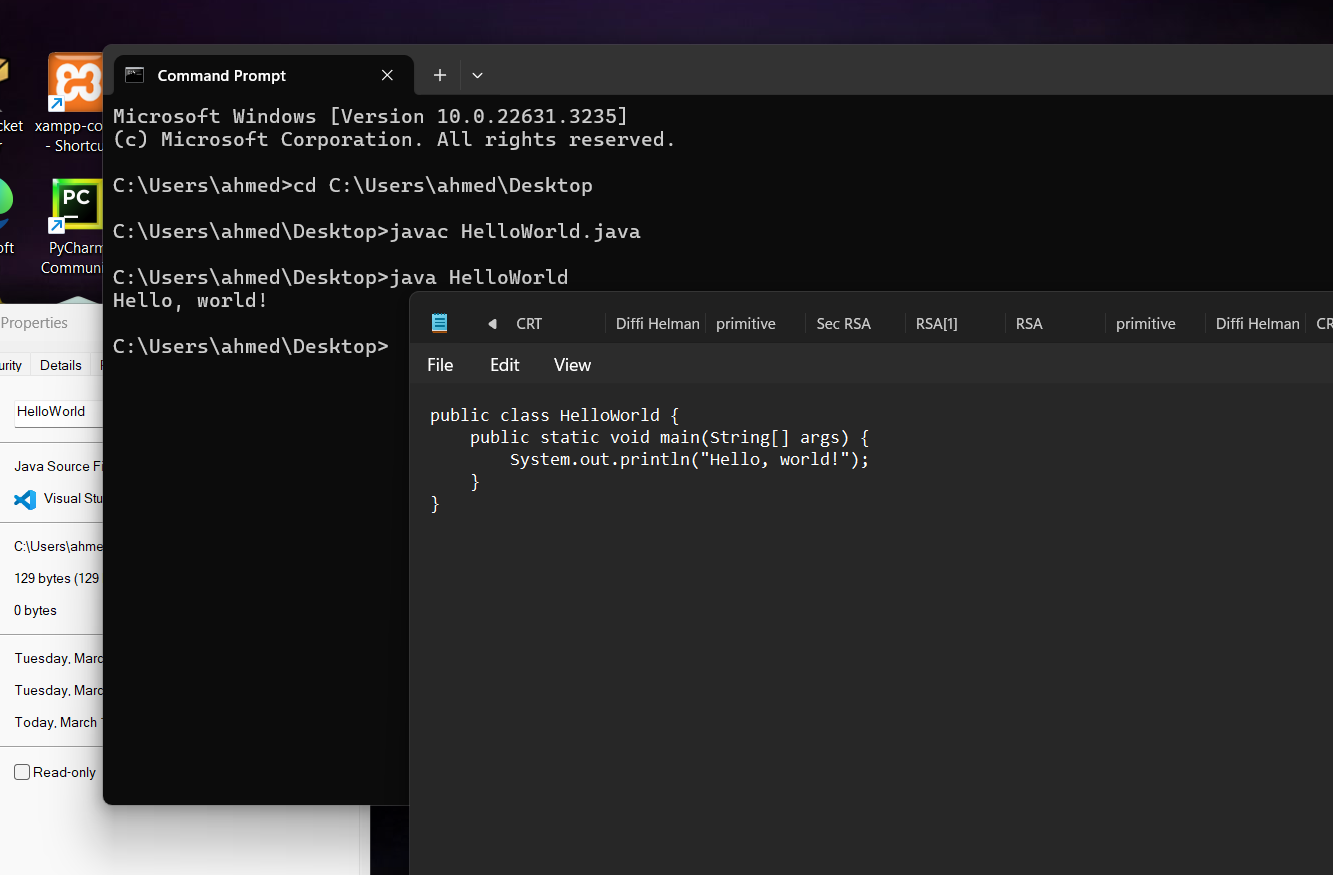 cket
r
xampp-co
- Shortcu
oft
PyCharm
Communi
Command Prompt
Microsoft Windows [Version 10.0.22631.3235]
(c) Microsoft Corporation. All rights reserved.
C:\Users\ahmed>cd C:\Users\ahmed\Desktop
C:\Users\ahmed\Desktop>javac HelloWorld.java
C:\Users\ahmed\Desktop>java HelloWorld
Hello, world!
C:\Users\ahmed\Desktop>
Properties
urity Details
HelloWorld
Java Source Fi
Visual Stu
C:\Users\ahme
129 bytes (129
0 bytes
Tuesday, Marc
Tuesday, Marc
Today, March
Read-only
CRT Diffi Helman primitive Sec RSA RSA[1] RSA primitive Diffi Helman CR
File Edit View
public class HelloWorld {
    public static void main(String[] args) {
        System.out.println("Hello, world!");
    }
}